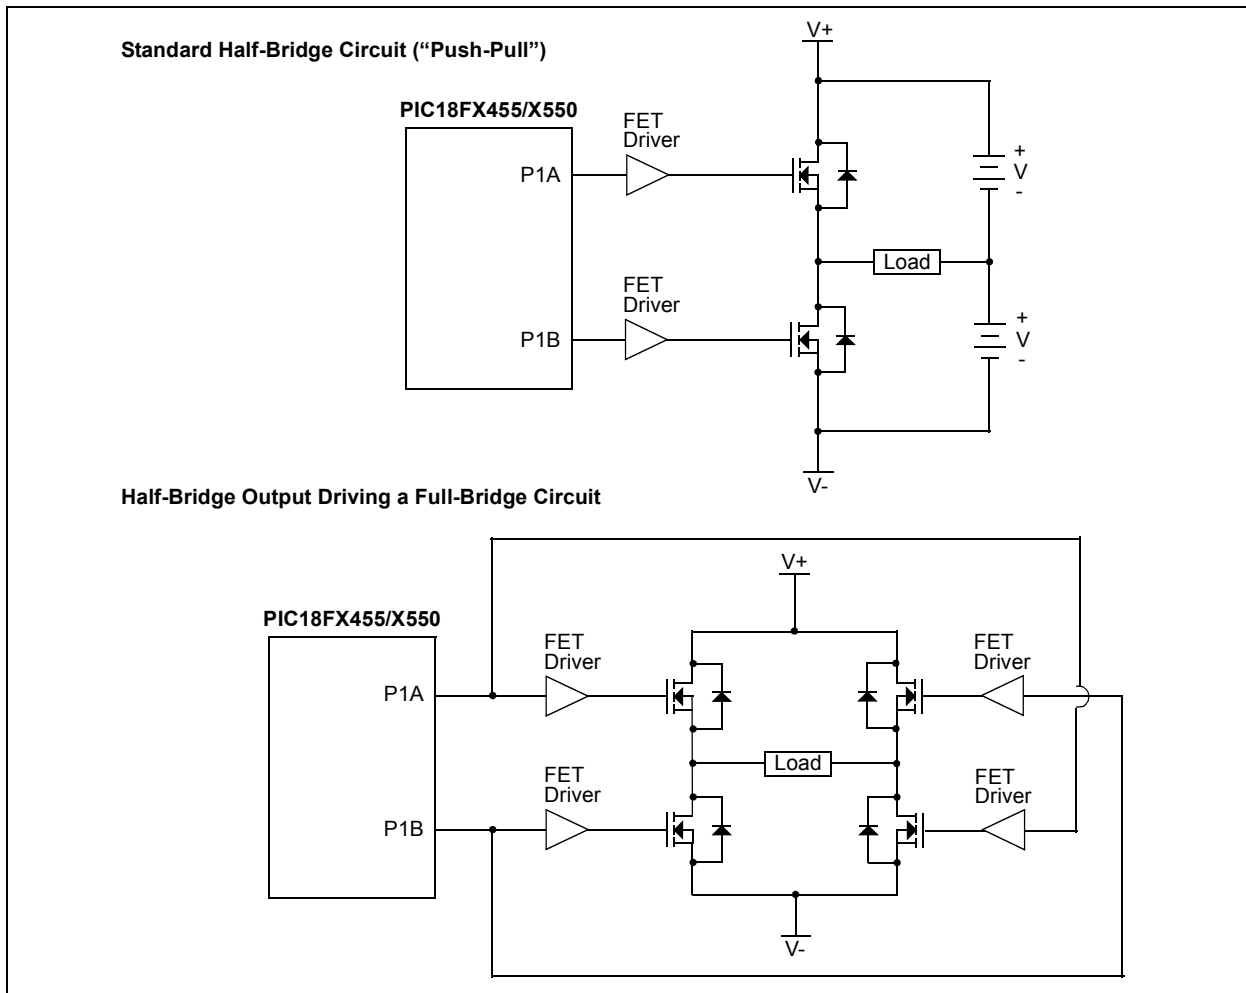 Standard Half-Bridge Circuit (“Push-Pull”)
V+
PIC18FX455/X550
FET
Driver
P1A
+
V
-
Load
FET
Driver
P1B
+
V
-
V-
Half-Bridge Output Driving a Full-Bridge Circuit
V+
PIC18FX455/X550
FET
Driver
FET
Driver
P1A
Load
FET
Driver
FET
Driver
P1B
V-